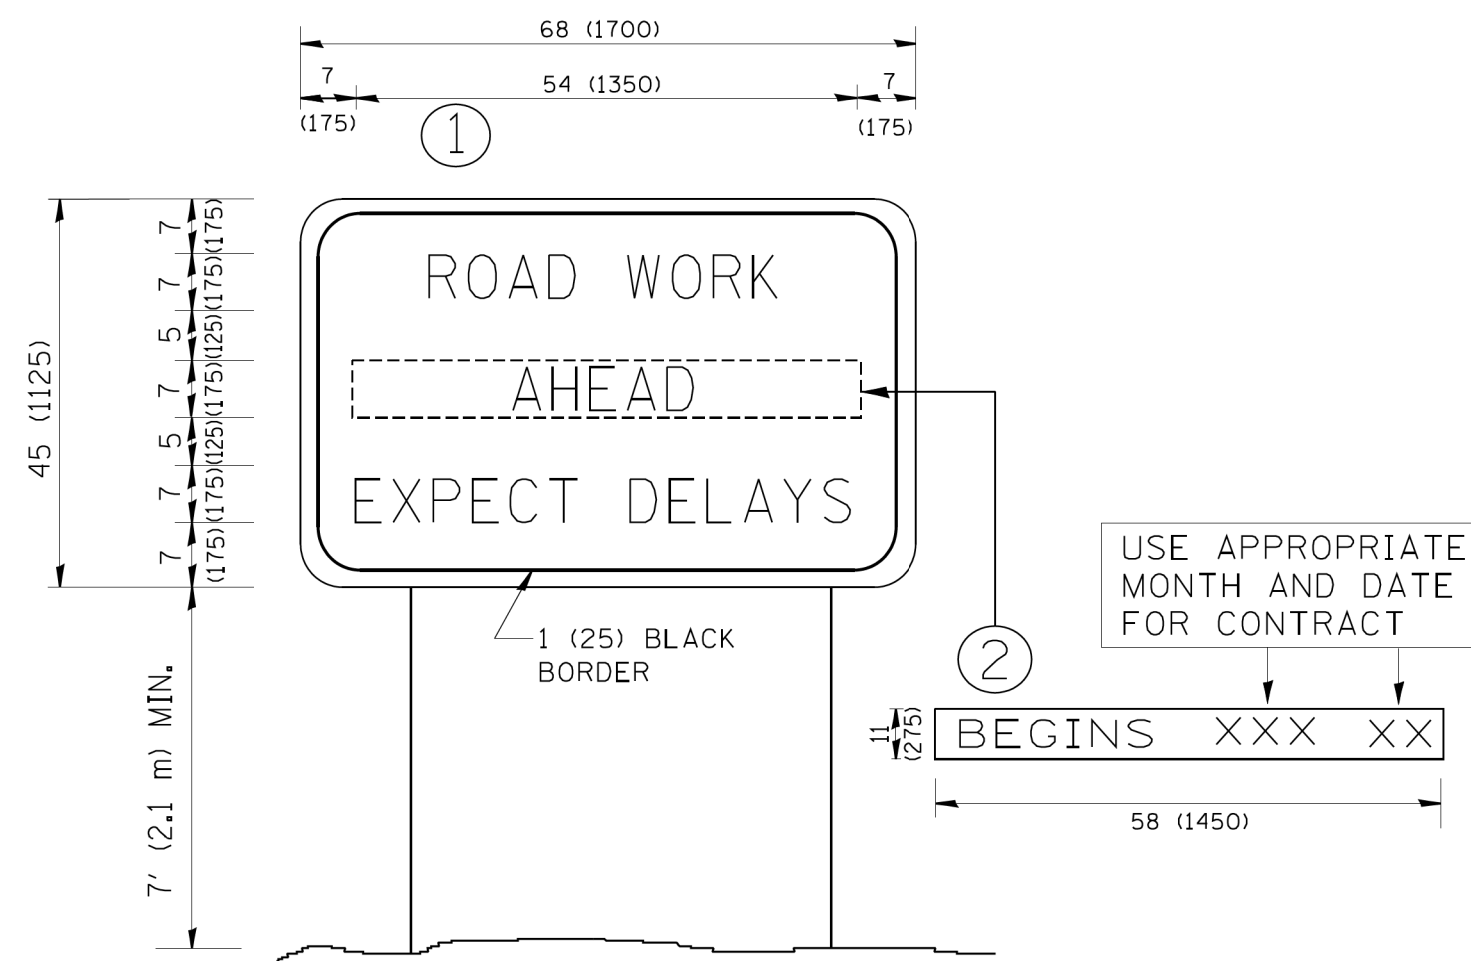 68 (1700)
7
54 (1350)
7
(175)
(175)
1
45 (1125)
7 (175)
7 (175)
5 (125)
7 (175)
5 (125)
7 (175)
7 (175)
ROAD WORK
AHEAD
EXPECT DELAYS
1 (25) BLACK
BORDER
7' (2.1 m) MIN.
USE APPROPRIATE
MONTH AND DATE
FOR CONTRACT
2
11
(275)
BEGINS XXX XX
58 (1450)